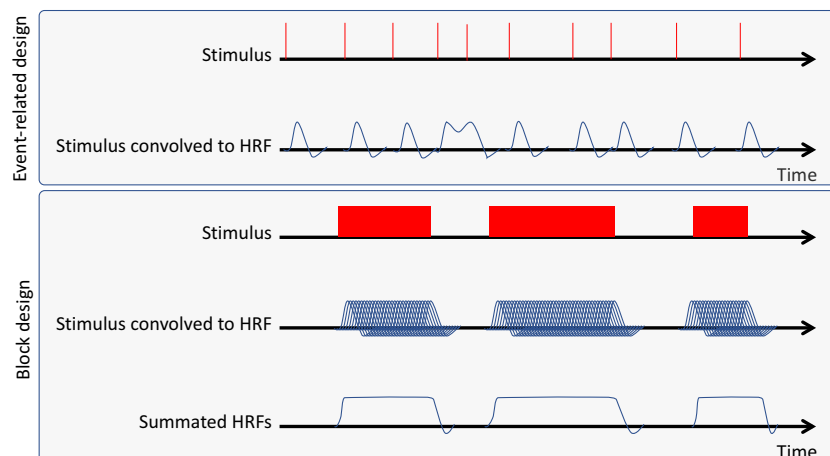 Event-related design
Stimulus
Stimulus convolved to HRF
Time
Block design
Stimulus
Stimulus convolved to HRF
Summated HRFs
Time